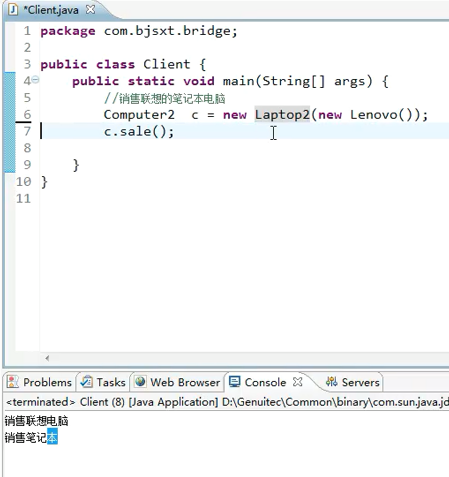 *Client.java
1 package com.bjsxt.bridge;
2
3 public class Client {
4 public static void main(String[] args) {
5 //销售联想的笔记本电脑
6 Computer2 c = new Laptop2(new Lenovo());
7 c.sale();
8
9 }
10 }
11
Problems Tasks Web Browser Console Servers
<terminated> Client (8) [Java Application] D:\Genuitec\Common\binary\com.sun.java.jd
销售联想电脑
销售笔记本